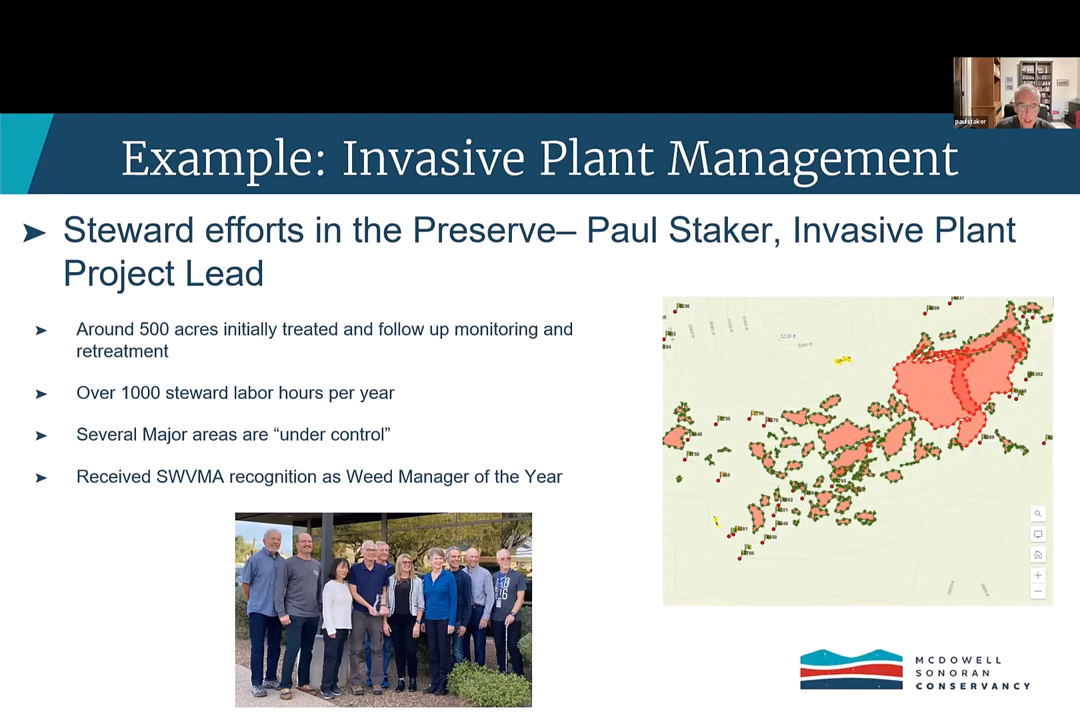 paulstaker
Example: Invasive Plant Management
Steward efforts in the Preserve– Paul Staker, Invasive Plant
Project Lead
Around 500 acres initially treated and follow up monitoring and
retreatment
Over 1000 steward labor hours per year
Several Major areas are “under control”
Received SWVMA recognition as Weed Manager of the Year
MCDOWELL
SONORAN
CONSERVANCY